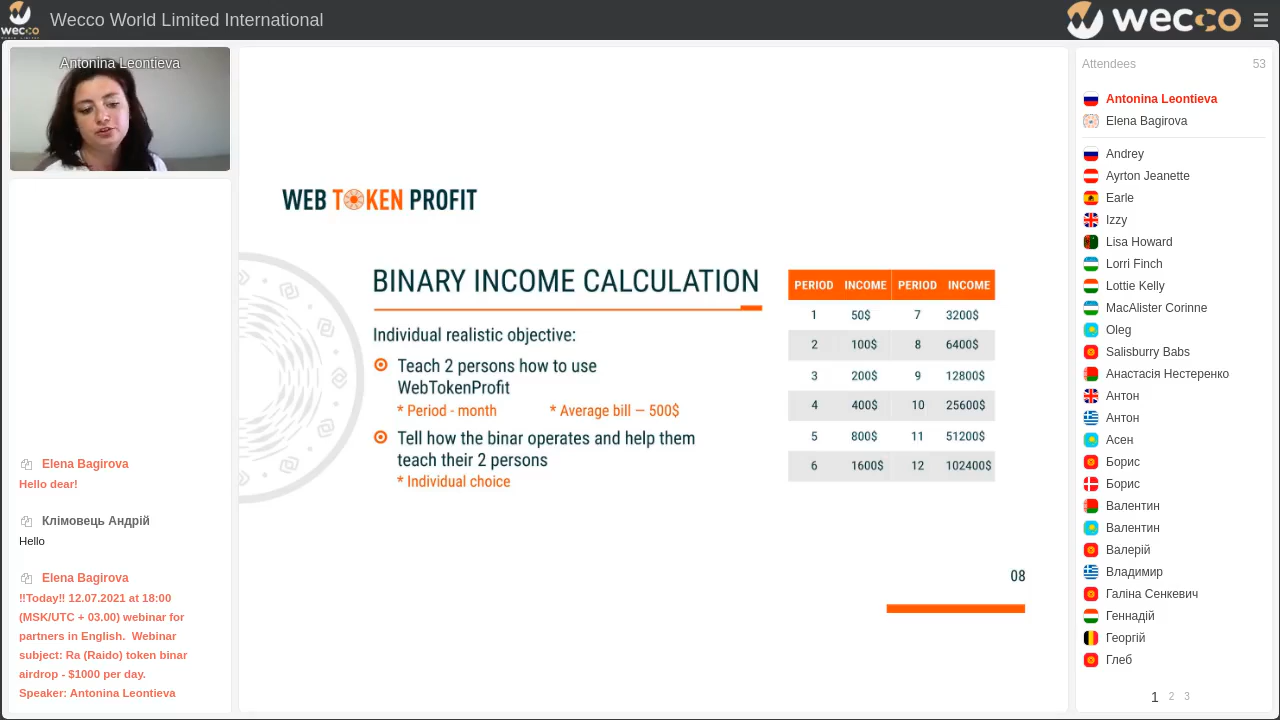 wecco
Wecco World Limited International
wecco
Antonina Leontieva
Elena Bagirova
Hello dear!
Клімовець Андрій
Hello
Elena Bagirova
!!Today!! 12.07.2021 at 18:00
(MSK/UTC + 03.00) webinar for
partners in English. Webinar
subject: Ra (Raido) token binar
airdrop - $1000 per day.
Speaker: Antonina Leontieva
WEB TOKEN PROFIT
BINARY INCOME CALCULATION
Individual realistic objective:
Teach 2 persons how to use
WebTokenProfit
* Period - month * Average bill – 500$
Tell how the binar operates and help them
teach their 2 persons
* Individual choice
PERIOD INCOME PERIOD INCOME
1 50$ 7 3200$
2 100$ 8 6400$
3 200$ 9 12800$
4 400$ 10 25600$
5 800$ 11 51200$
6 1600$ 12 102400$
08
Attendees 53
Antonina Leontieva
Elena Bagirova
Andrey
Ayrton Jeanette
Earle
Izzy
Lisa Howard
Lorri Finch
Lottie Kelly
MacAlister Corinne
Oleg
Salisburry Babs
Анастасія Нестеренко
Антон
Антон
Асен
Борис
Борис
Валентин
Валентин
Валерій
Владимир
Галіна Сенкевич
Геннадій
Георгій
Глеб
1 2 3